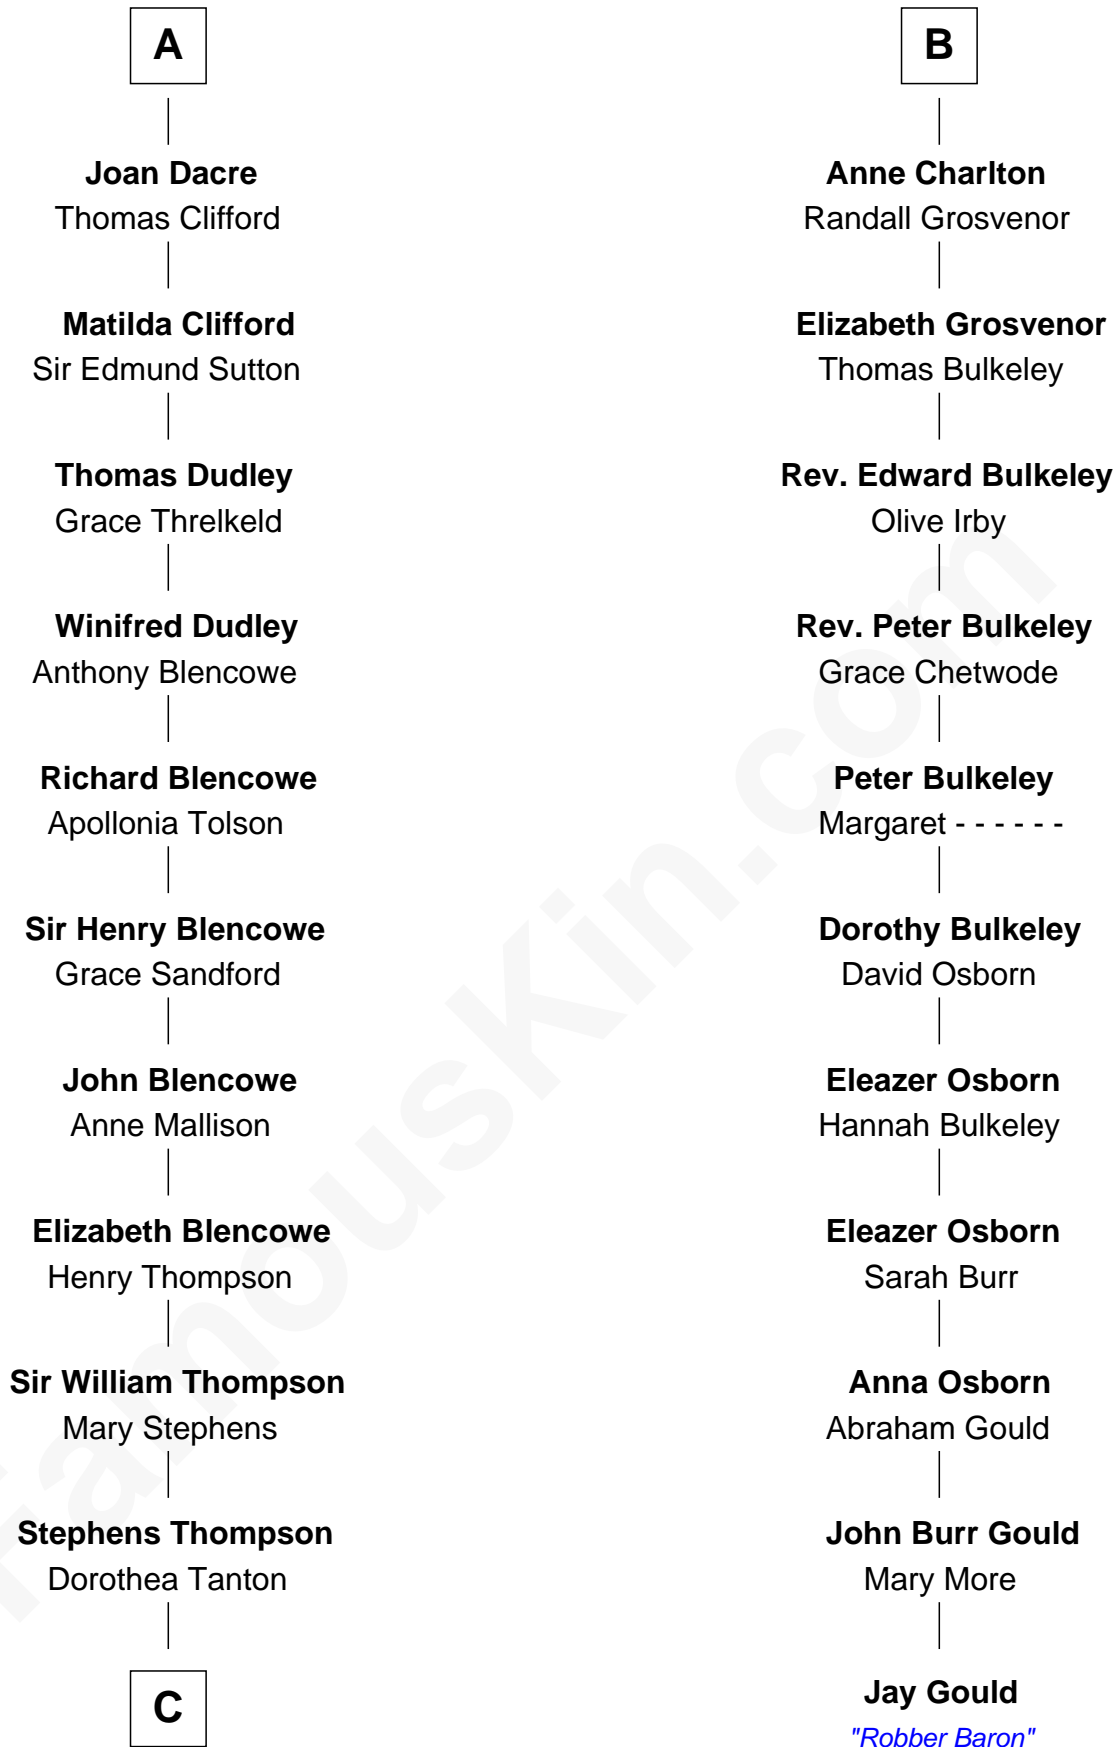 A
Joan Dacre
Thomas Clifford
Matilda Clifford
Sir Edmund Sutton
Thomas Dudley
Grace Threlkeld
Winifred Dudley
Anthony Blencowe
Richard Blencowe
Apollonia Tolson
Sir Henry Blencowe
Grace Sandford
John Blencowe
Anne Mallison
Elizabeth Blencowe
Henry Thompson
Sir William Thompson
Mary Stephens
Stephens Thompson
Dorothea Tanton
C
B
Anne Charlton
Randall Grosvenor
Elizabeth Grosvenor
Thomas Bulkeley
Rev. Edward Bulkeley
Olive Irby
Rev. Peter Bulkeley
Grace Chetwode
Peter Bulkeley
Margaret - - - - - -
Dorothy Bulkeley
David Osborn
Eleazer Osborn
Hannah Bulkeley
Eleazer Osborn
Sarah Burr
Anna Osborn
Abraham Gould
John Burr Gould
Mary More
Jay Gould
"Robber Baron"
FamousKin.com